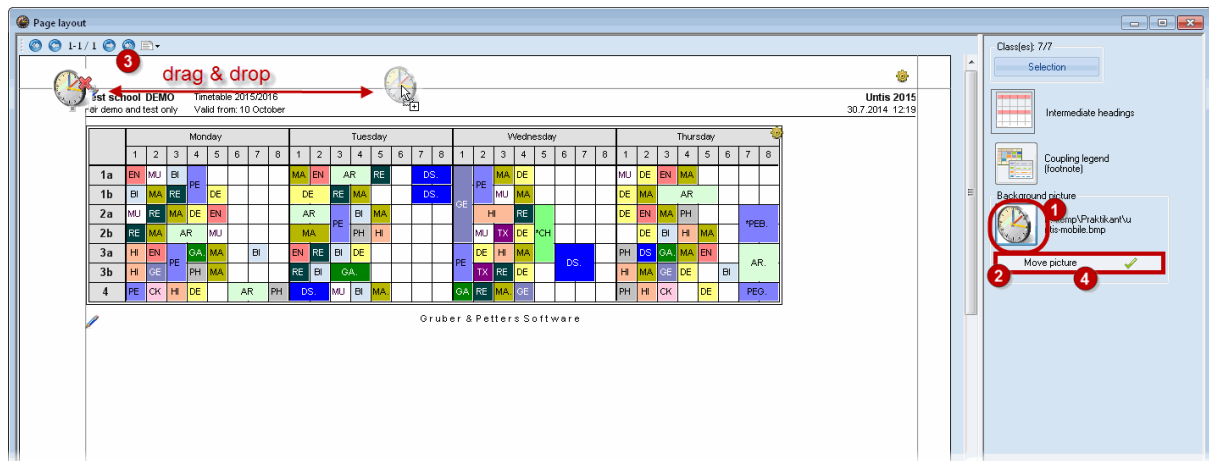 Page layout
1-1 / 1
3
drag & drop
est school DEMO Timetable 2015/2016
or demo and test only Valid from: 10 October
Untis 2015
30.7.2014 12:19
Monday Tuesday Wednesday Thursday
1 2 3 4 5 6 7 8 1 2 3 4 5 6 7 8 1 2 3 4 5 6 7 8 1 2 3 4 5 6 7 8
1a EN MU BI PE MA EN AR RE DS. GE PE MA DE MU DE EN MA
1b BI MA RE DE DE RE MA DS. MU MA DE MA AR
2a MU RE MA DE EN AR PE BI MA HI RE *CH DE EN MA PH *PEB.
2b RE MA AR MU MA PH HI MU TX DE DE BI HI MA
3a HI EN PE GA. MA BI EN RE BI DE PE DE HI MA DS. PH DS GA. MA EN AR.
3b HI GE PH MA RE BI GA. TX RE DE HI MA GE DE BI
4 PE CK HI DE AR PH DS. MU BI MA. GA RE MA. GE PH HI CK DE PEG.
Gruber & Petters Software
Class(es): 7/7
Selection
Intermediate headings
Coupling legend
(footnote)
Background picture
1
emp\Praktikant\u
ntis-mobile.bmp
Move picture
2
4